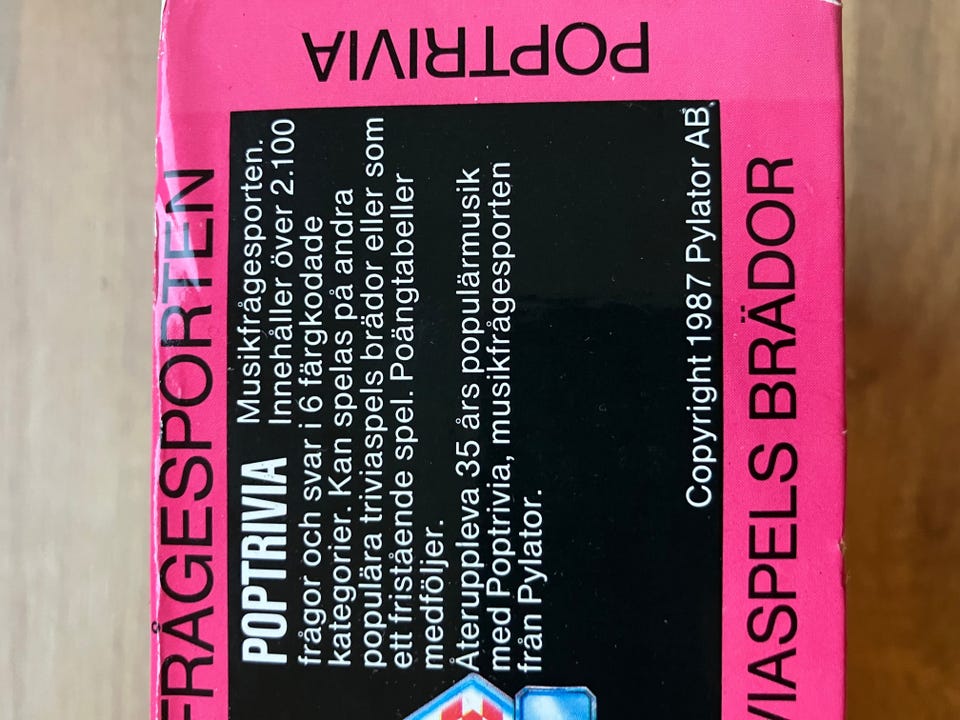 POPTRIVIA
FRÅGESPORTEN
POPTRIVIA Musikfrågesporten.
Innehåller över 2.100
frågor och svar i 6 färgkodade
kategorier. Kan spelas på andra
populära triviaspels brädor eller som
ett fristående spel. Poängtabeller
medföljer.
Återuppleva 35 års populärmusik
med Poptrivia, musikfrågesporten
från Pylator.
Copyright 1987 Pylator AB
VIASPELS BRÄDOR